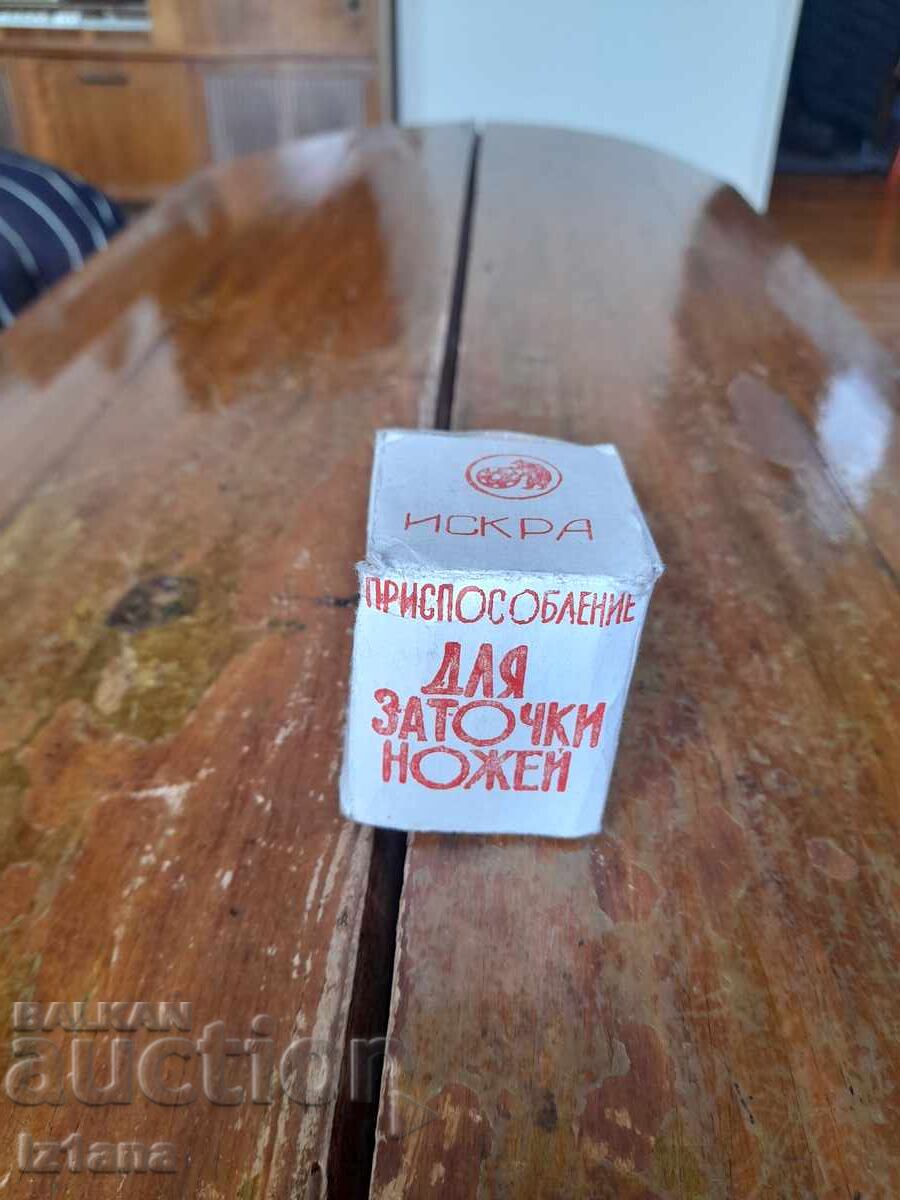 ИСКРА
ПРИСПОСОБЛЕНИЕ
ДЛЯ
ЗАТОЧКИ
НОЖЕЙ
BALKAN
auction
iz1ana